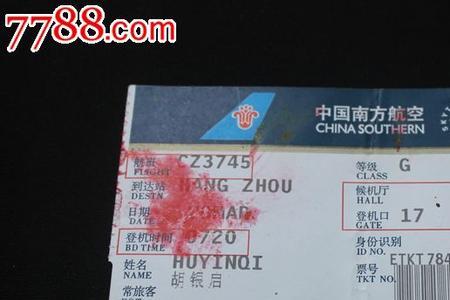 7788.com
中国南方航空 SKYT
CHINA SOUTHERN
航班 CZ3745 等级 G
FLIGHT CLASS
到达站 HANG ZHOU 候机厅
DESTN HALL
日期 MAR 登机口 17
DATE GATE
登机时间 0720 身份识别
BD TIME ID NO.
姓名 HUYINQI 票号 ETKT784
NAME 胡银启 TKT NO.
常旅客